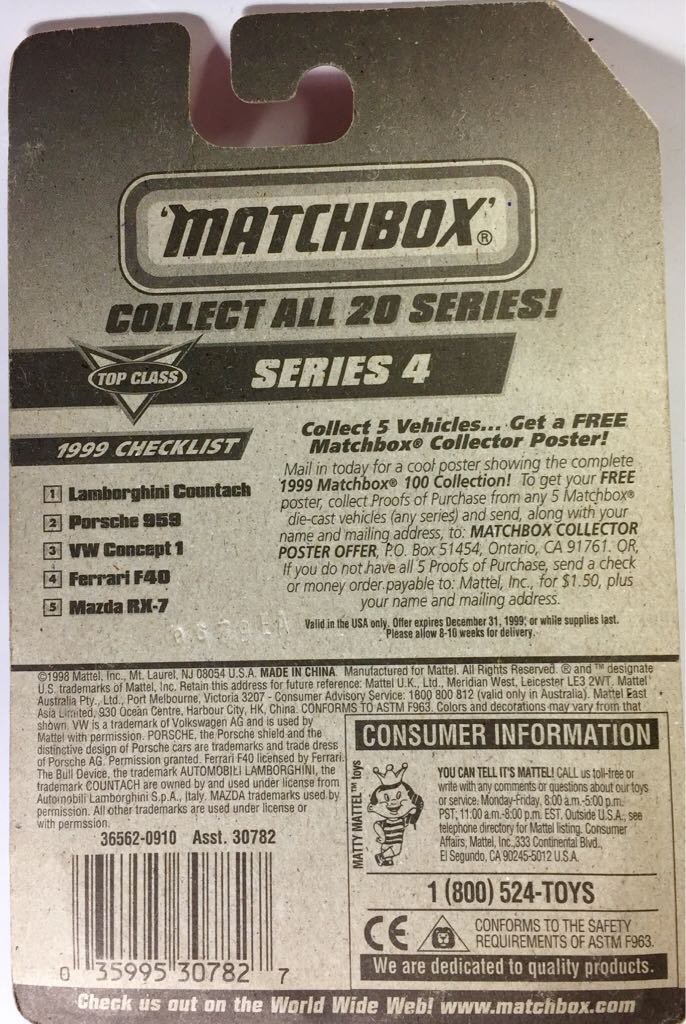 'MATCHBOX'®
COLLECT ALL 20 SERIES!
TOP CLASS
SERIES 4
1999 CHECKLIST
1 Lamborghini Countach
2 Porsche 959
3 VW Concept 1
4 Ferrari F40
5 Mazda RX-7
Collect 5 Vehicles... Get a FREE
Matchbox® Collector Poster!
Mail in today for a cool poster showing the complete
1999 Matchbox® 100 Collection! To get your FREE
poster, collect Proofs of Purchase from any 5 Matchbox®
die-cast vehicles (any series) and send, along with your
name and mailing address, to: MATCHBOX COLLECTOR
POSTER OFFER, P.O. Box 51454, Ontario, CA 91761. OR,
If you do not have all 5 Proofs of Purchase, send a check
or money order payable to: Mattel, Inc., for $1.50, plus
your name and mailing address.
Valid in the USA only. Offer expires December 31, 1999, or while supplies last.
Please allow 8-10 weeks for delivery.
©1998 Mattel, Inc., Mt. Laurel, NJ 08054 U.S.A. MADE IN CHINA. Manufactured for Mattel. All Rights Reserved. ® and ™ designate
U.S. trademarks of Mattel, Inc. Retain this address for future reference: Mattel U.K., Ltd., Meridian West, Leicester LE3 2WT. Mattel
Australia Pty., Ltd., Port Melbourne, Victoria 3207 - Consumer Advisory Service: 1800 800 812 (valid only in Australia). Mattel East
Asia Limited, 930 Ocean Centre, Harbour City, HK, China. CONFORMS TO ASTM F963. Colors and decorations may vary from that
shown. VW is a trademark of Volkswagen AG and is used by
Mattel with permission. PORSCHE, the Porsche shield and the
distinctive design of Porsche cars are trademarks and trade dress
of Porsche AG. Permission granted. Ferrari F40 licensed by Ferrari.
The Bull Device, the trademark AUTOMOBILI LAMBORGHINI, the
trademark COUNTACH are owned by and used under license from
Automobili Lamborghini S.p.A., Italy. MAZDA trademarks used by
permission. All other trademarks are used under license or
with permssion.
36562-0910 Asst. 30782
0 35995 30782 7
CONSUMER INFORMATION
MATTY MATTEL™ toys
YOU CAN TELL IT'S MATTEL! CALL us toll-free or
write with any comments or questions about our toys
or service. Monday-Friday, 8:00 a.m.-5:00 p.m.
PST; 11:00 a.m.-8:00 p.m. EST. Outside U.S.A., see
telephone directory for Mattel listing. Consumer
Affairs, Mattel, Inc., 333 Continental Blvd.,
El Segundo, CA 90245-5012 U.S.A.
1 (800) 524-TOYS
CE
CONFORMS TO THE SAFETY
REQUIREMENTS OF ASTM F963.
We are dedicated to quality products.
Check us out on the World Wide Web! www.matchbox.com